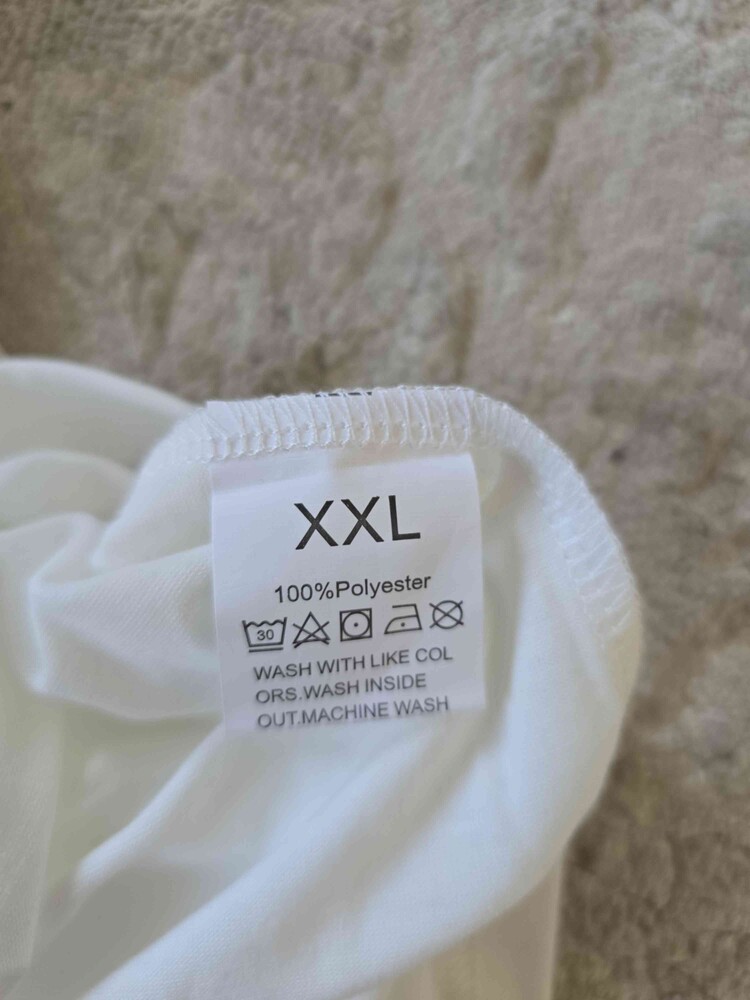 XXL
100%Polyester
30
WASH WITH LIKE COL
ORS.WASH INSIDE
OUT.MACHINE WASH